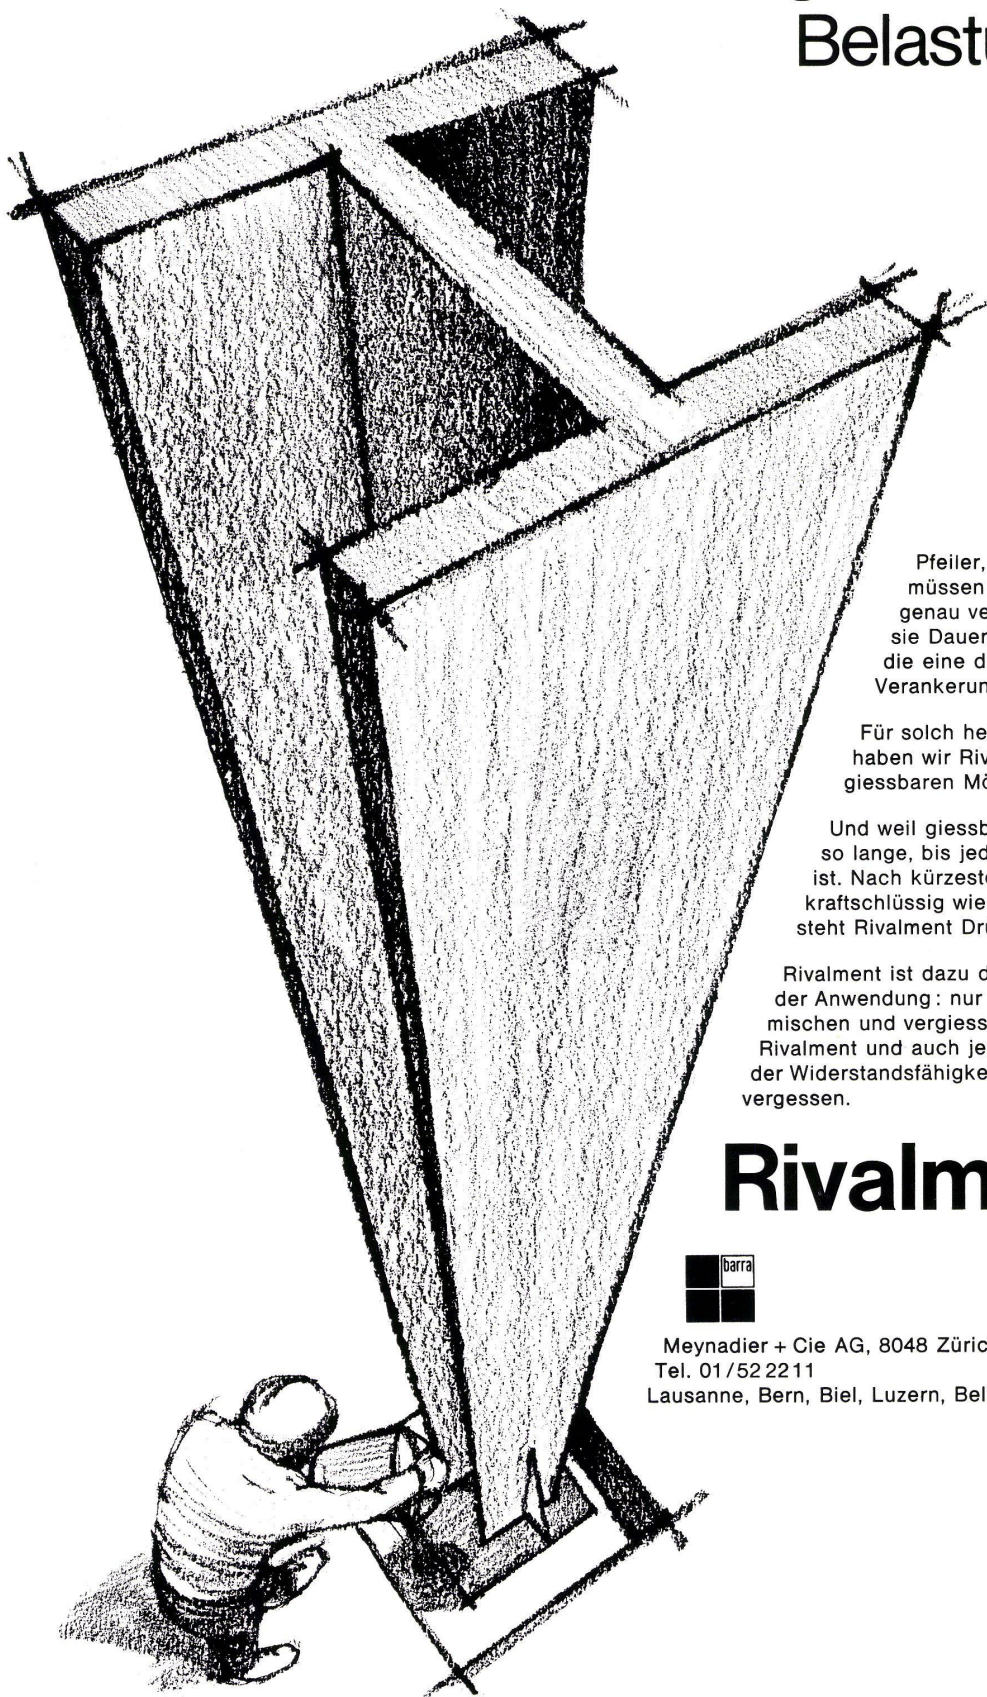 Belastu
Pfeiler,
müssen
genau ve
sie Dauer
die eine d
Verankerun
Für solch he
haben wir Riv
giessbaren Mö
Und weil giessb
so lange, bis jed
ist. Nach kürzeste
kraftschlüssig wie
steht Rivalment Dru
Rivalment ist dazu d
der Anwendung: nur
mischen und vergiess
Rivalment und auch je
der Widerstandsfähigke
vergessen.
Rivalm
barra
Meynadier + Cie AG, 8048 Züric
Tel. 01/52 22 11
Lausanne, Bern, Biel, Luzern, Bel